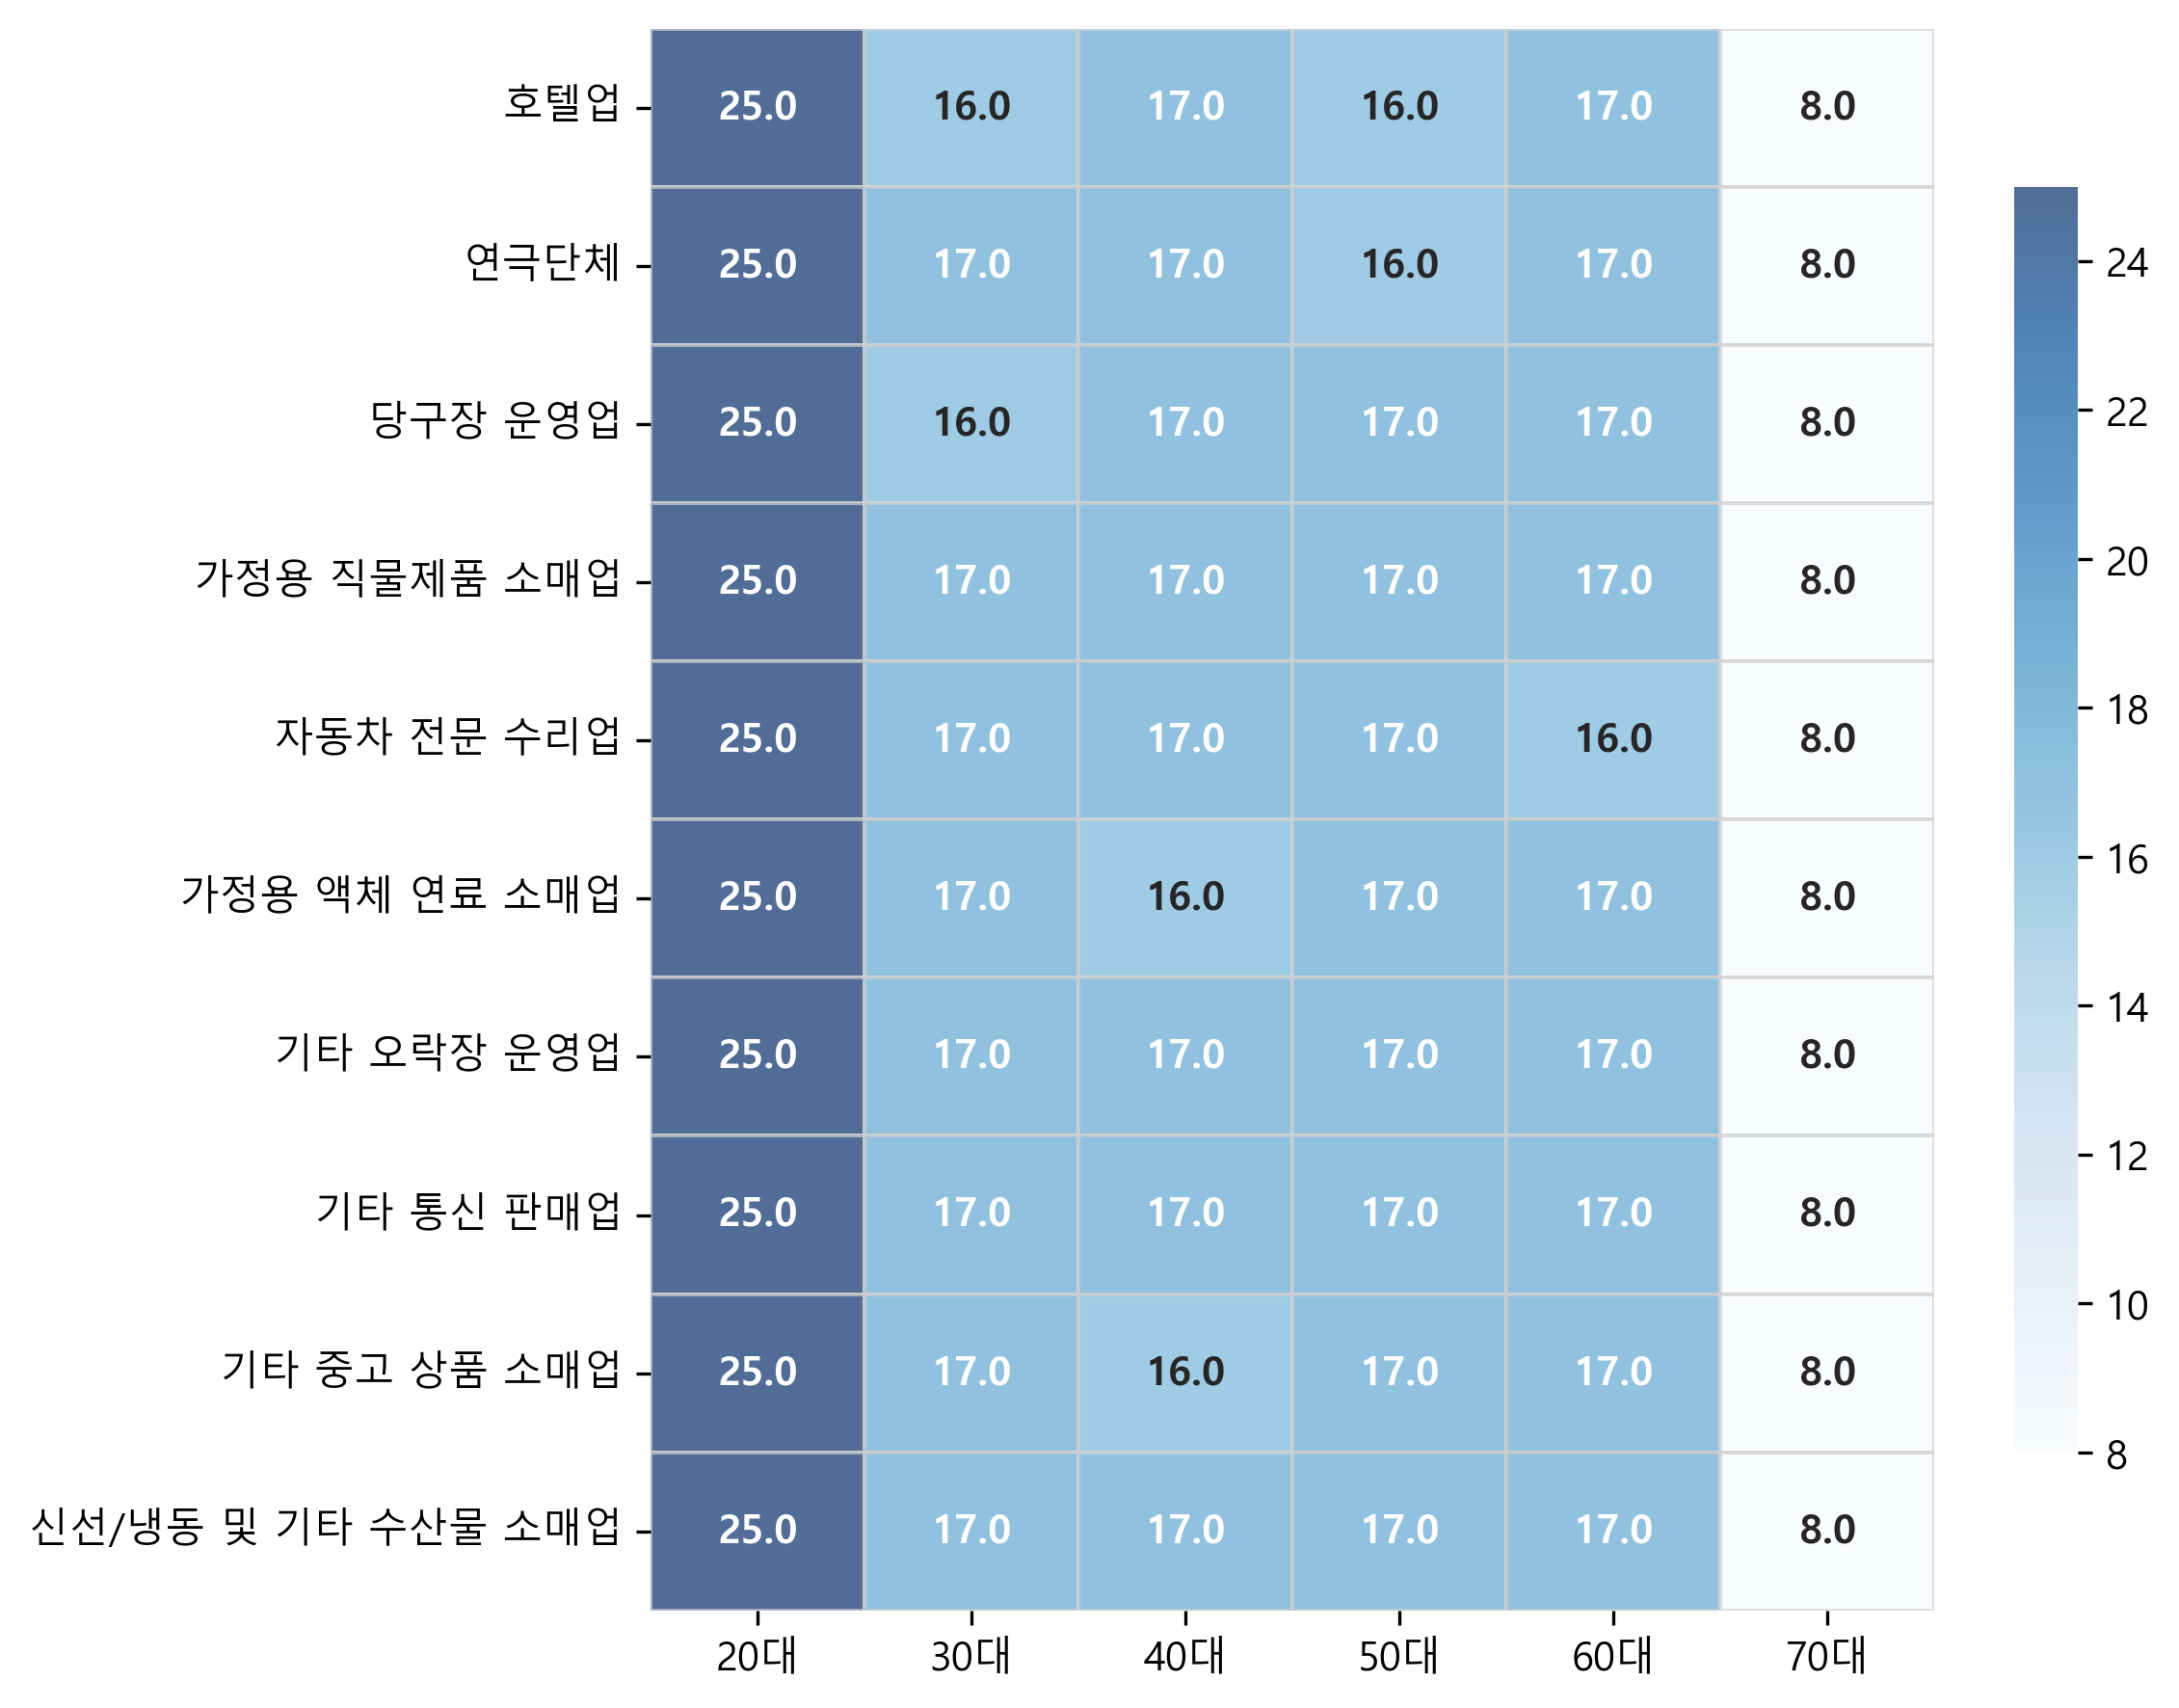 호텔업 25.0 16.0 17.0 16.0 17.0 8.0
연극단체 25.0 17.0 17.0 16.0 17.0 8.0
당구장 운영업 25.0 16.0 17.0 17.0 17.0 8.0
가정용 직물제품 소매업 25.0 17.0 17.0 17.0 17.0 8.0
자동차 전문 수리업 25.0 17.0 17.0 17.0 16.0 8.0
가정용 액체 연료 소매업 25.0 17.0 16.0 17.0 17.0 8.0
기타 오락장 운영업 25.0 17.0 17.0 17.0 17.0 8.0
기타 통신 판매업 25.0 17.0 17.0 17.0 17.0 8.0
기타 중고 상품 소매업 25.0 17.0 16.0 17.0 17.0 8.0
신선/냉동 및 기타 수산물 소매업 25.0 17.0 17.0 17.0 17.0 8.0
20대 30대 40대 50대 60대 70대
24
22
20
18
16
14
12
10
8